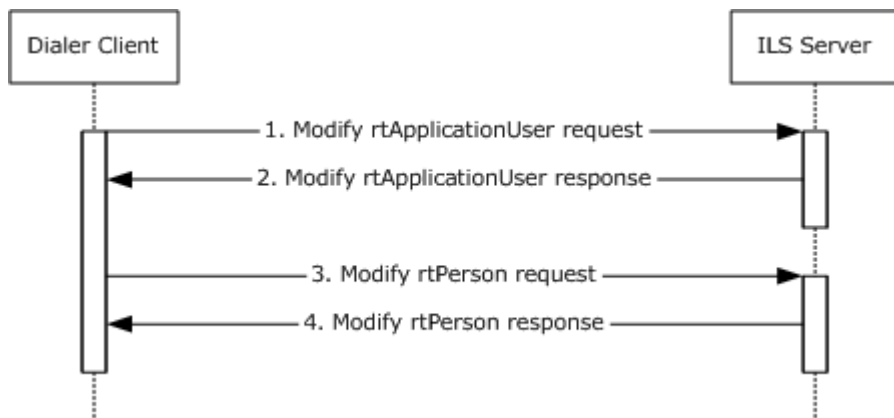 Dialer Client
ILS Server
1. Modify rtApplicationUser request
2. Modify rtApplicationUser response
3. Modify rtPerson request
4. Modify rtPerson response